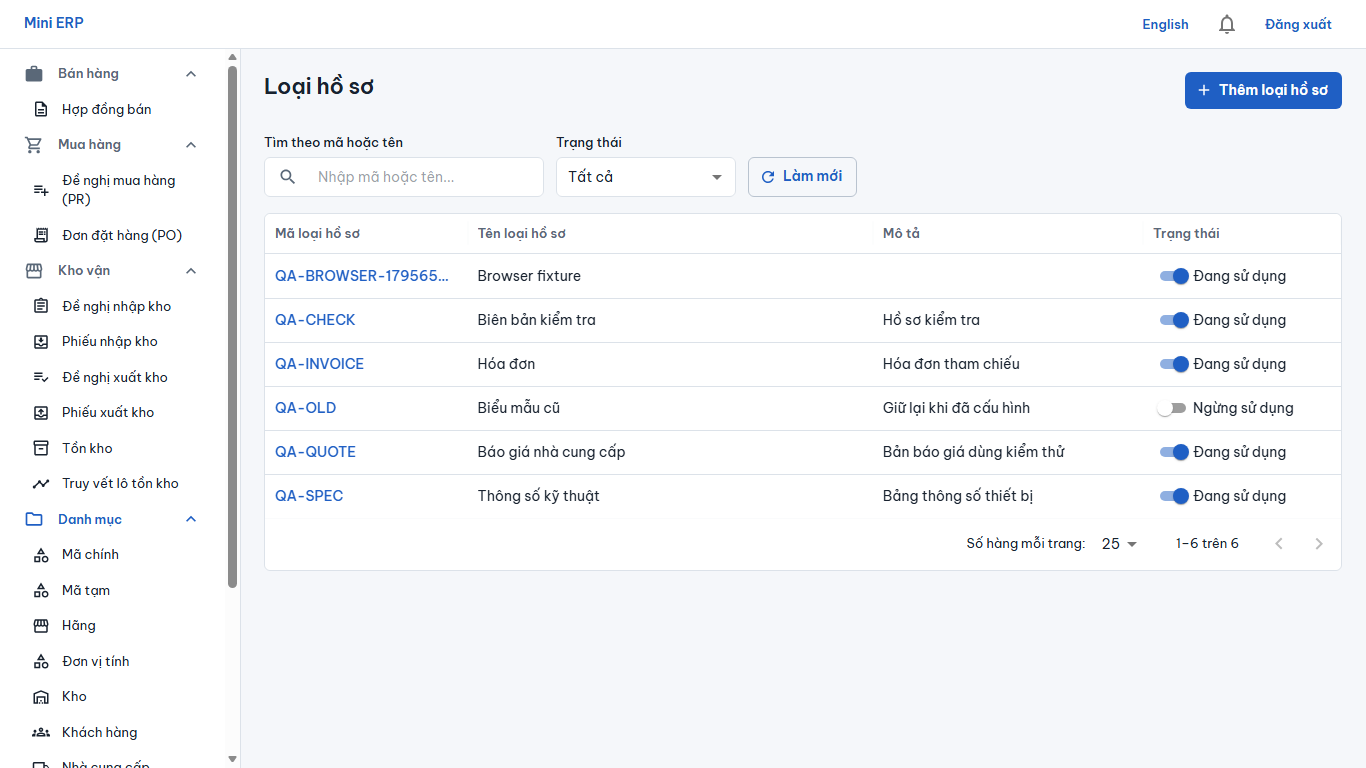 Mini ERP
English
Đăng xuất
Bán hàng
Hợp đồng bán
Mua hàng
Đề nghị mua hàng
(PR)
Đơn đặt hàng (PO)
Kho vận
Đề nghị nhập kho
Phiếu nhập kho
Đề nghị xuất kho
Phiếu xuất kho
Tồn kho
Truy vết lô tồn kho
Danh mục
Mã chính
Mã tạm
Hãng
Đơn vị tính
Kho
Khách hàng
Nhà cung cấp
Loại hồ sơ
Thêm loại hồ sơ
Tìm theo mã hoặc tên
Trạng thái
Nhập mã hoặc tên...
Tất cả
Làm mới
Mã loại hồ sơ Tên loại hồ sơ Mô tả Trạng thái
QA-BROWSER-179565... Browser fixture Đang sử dụng
QA-CHECK Biên bản kiểm tra Hồ sơ kiểm tra Đang sử dụng
QA-INVOICE Hóa đơn Hóa đơn tham chiếu Đang sử dụng
QA-OLD Biểu mẫu cũ Giữ lại khi đã cấu hình Ngừng sử dụng
QA-QUOTE Báo giá nhà cung cấp Bản báo giá dùng kiểm thử Đang sử dụng
QA-SPEC Thông số kỹ thuật Bảng thông số thiết bị Đang sử dụng
Số hàng mỗi trang: 25 1–6 trên 6